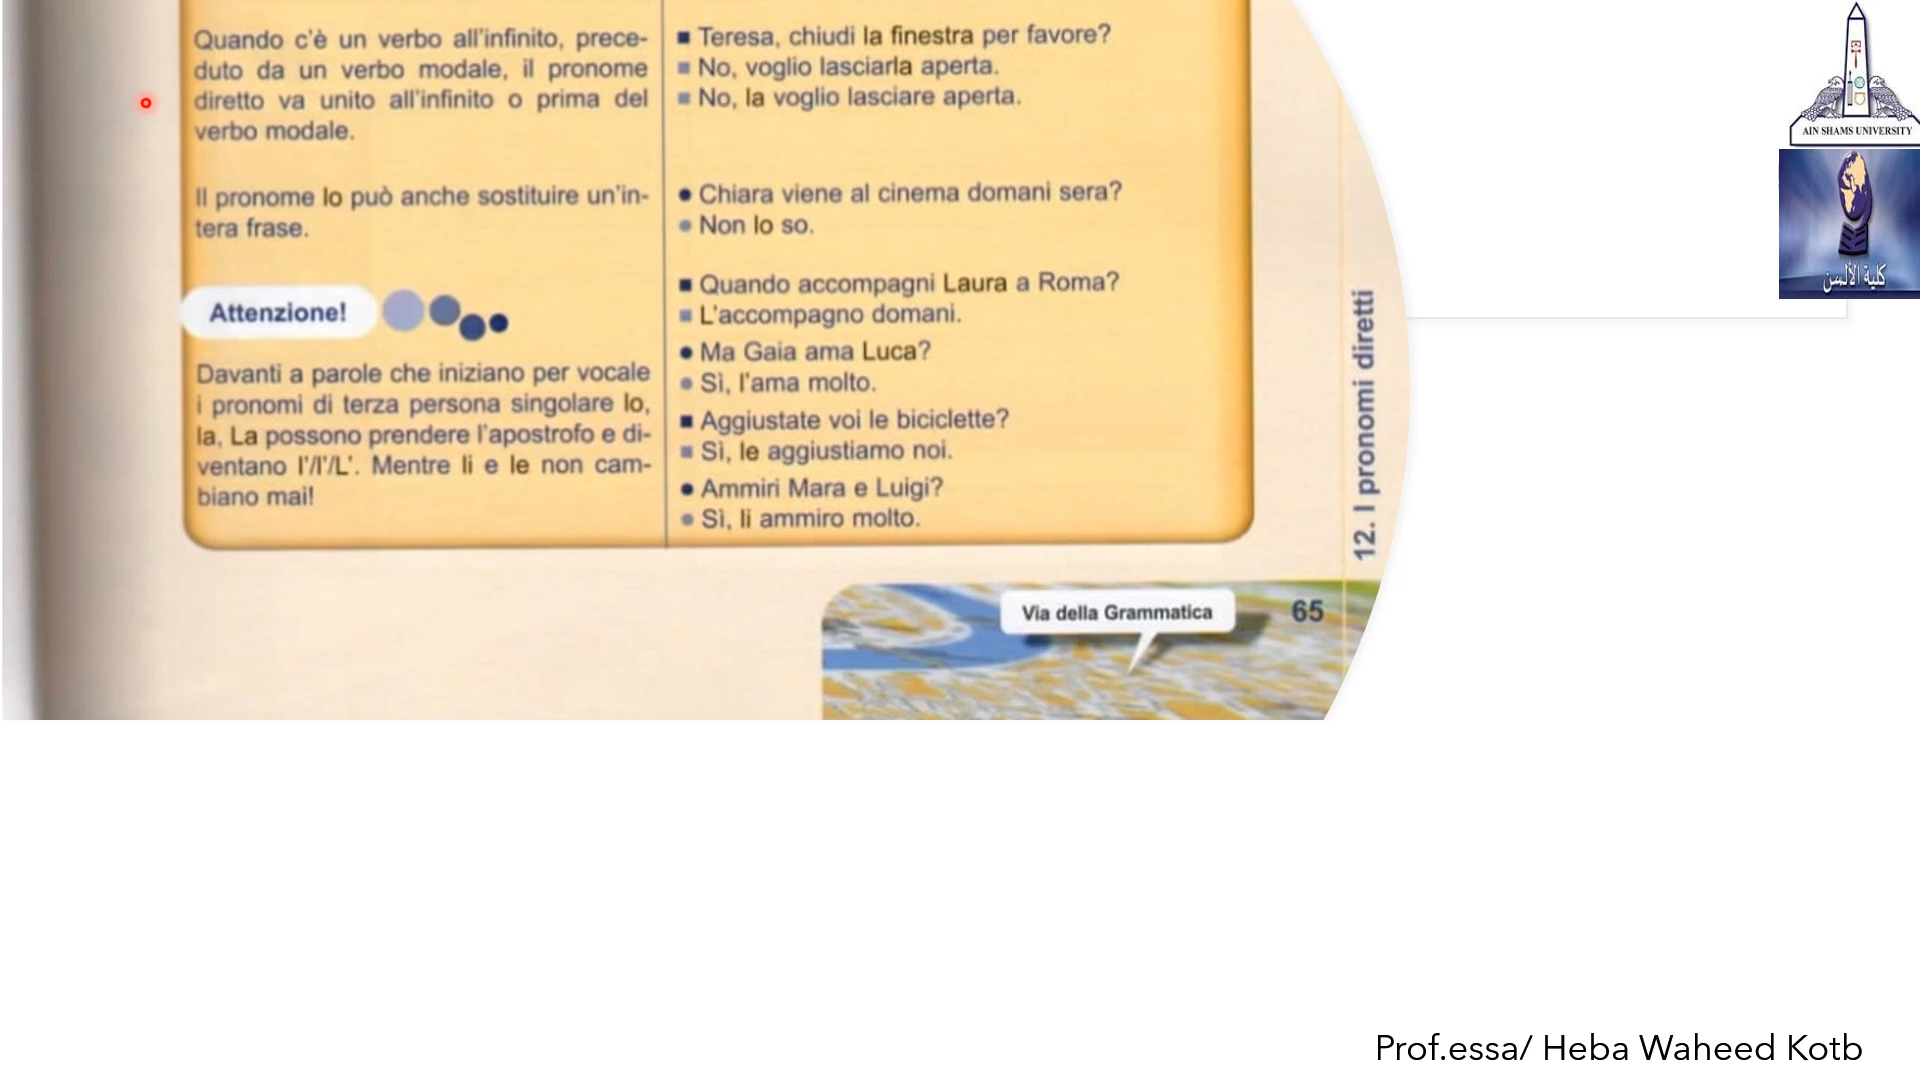 Quando c'è un verbo all'infinito, prece-
duto da un verbo modale, il pronome
diretto va unito all'infinito o prima del
verbo modale.
Il pronome lo può anche sostituire un'in-
tera frase.
Attenzione!
Davanti a parole che iniziano per vocale
i pronomi di terza persona singolare lo,
la, La possono prendere l'apostrofo e di-
ventano l'/l'/L'. Mentre li e le non cam-
biano mai!
Teresa, chiudi la finestra per favore?
No, voglio lasciarla aperta.
No, la voglio lasciare aperta.
Chiara viene al cinema domani sera?
Non lo so.
Quando accompagni Laura a Roma?
L'accompagno domani.
Ma Gaia ama Luca?
Sì, l'ama molto.
Aggiustate voi le biciclette?
Sì, le aggiustiamo noi.
Ammiri Mara e Luigi?
Sì, li ammiro molto.
12. I pronomi diretti
Via della Grammatica
65
AIN SHAMS UNIVERSITY
كلية الألسن
Prof.essa/ Heba Waheed Kotb